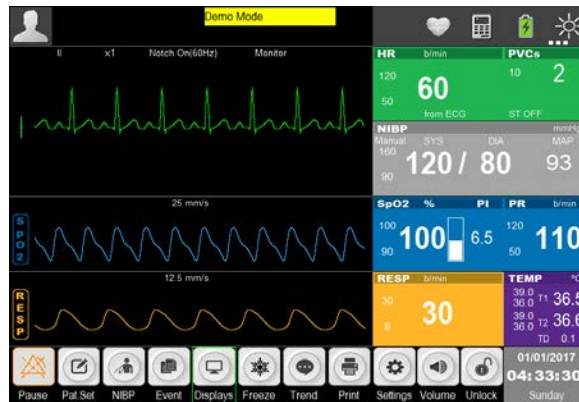 Demo Mode
II x1 Notch On(60Hz) Monitor
HR b/min PVCs
120 60 10 2
50
from ECG ST OFF
NIBP mmHg
Manual SYS DIA MAP
160 120 / 80 93
90
25 mm/s
SpO2 % PI PR b/min
SpO2
100 100 6.5 120 110
90 50
12.5 mm/s
RESP b/min TEMP °C
RESP
30 30 39.0 T1 36.5
8 36.0
39.0 T2 36.6
36.0
TD 0.1
01/01/2017
04:33:30
Pause Pat.Set NIBP Event Displays Freeze Trend Print Settings Volume Unlock Sunday